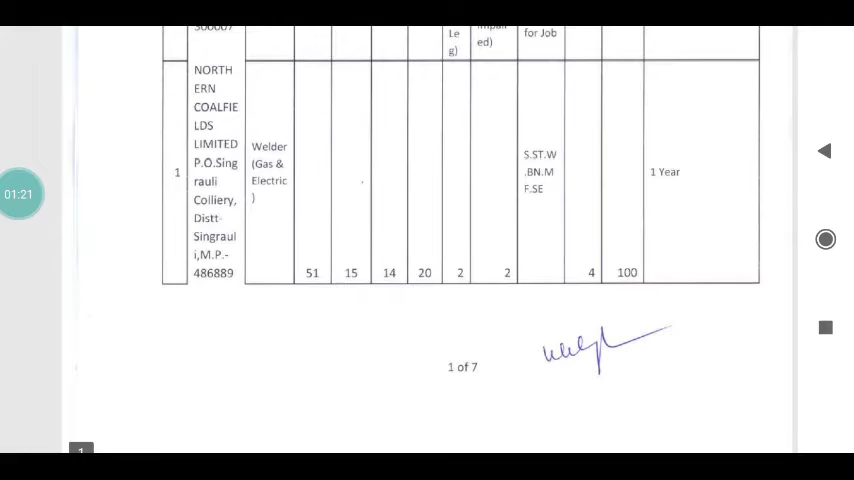 300007
Le
g)
ed)
for Job
1
NORTH
ERN
COALFIE
LDS
LIMITED
P.O.Sing
rauli
Colliery,
Distt-
Singraul
i,M.P.-
486889
Welder
(Gas &
Electric
)
51
15
14
20
2
2
S.ST.W
.BN.M
F.SE
4
100
1 Year
1 of 7
01:21
1